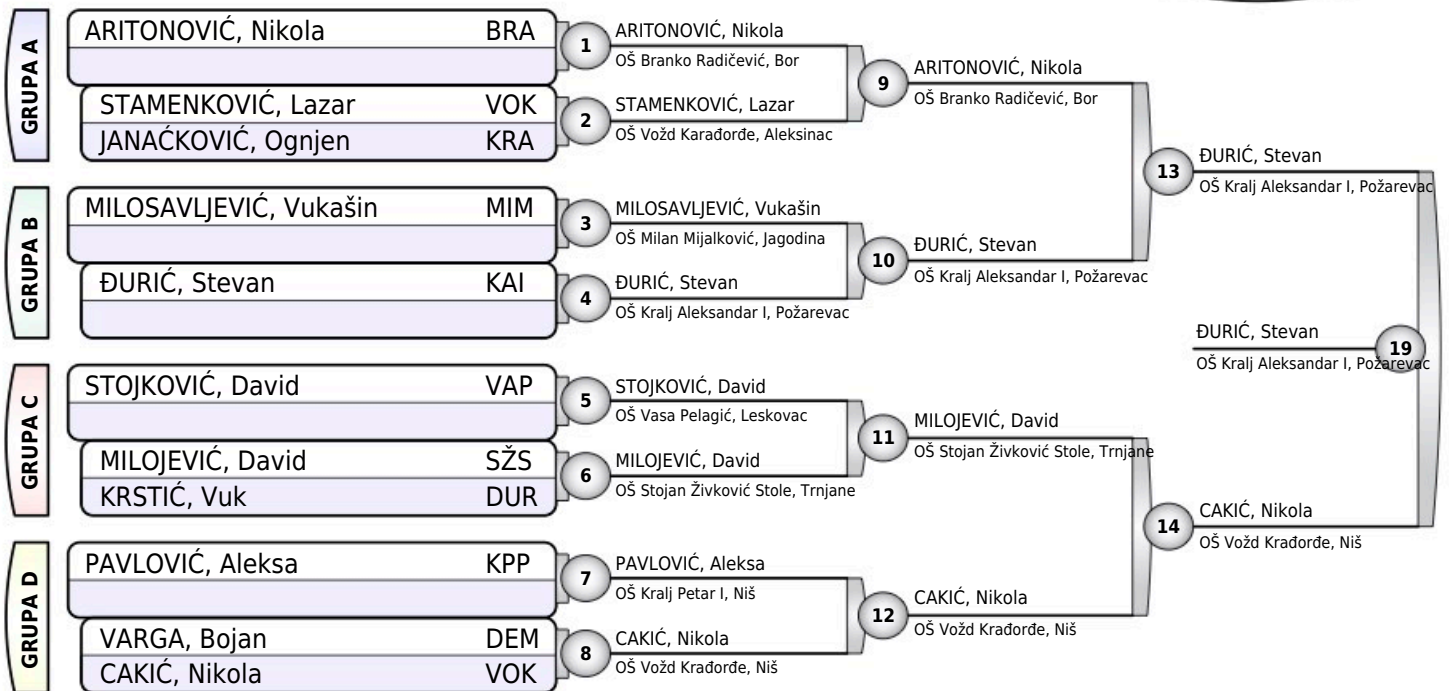 GRUPA A
ARITONOVIĆ, Nikola BRA
STAMENKOVIĆ, Lazar VOK
JANAĆKOVIĆ, Ognjen KRA
GRUPA B
MILOSAVLJEVIĆ, Vukašin MIM
ĐURIĆ, Stevan KAI
GRUPA C
STOJKOVIĆ, David VAP
MILOJEVIĆ, David SŽS
KRSTIĆ, Vuk DUR
GRUPA D
PAVLOVIĆ, Aleksa KPP
VARGA, Bojan DEM
CAKIĆ, Nikola VOK
1
ARITONOVIĆ, Nikola
OŠ Branko Radičević, Bor
2
STAMENKOVIĆ, Lazar
OŠ Vožd Karađorđe, Aleksinac
3
MILOSAVLJEVIĆ, Vukašin
OŠ Milan Mijalković, Jagodina
4
ĐURIĆ, Stevan
OŠ Kralj Aleksandar I, Požarevac
5
STOJKOVIĆ, David
OŠ Vasa Pelagić, Leskovac
6
MILOJEVIĆ, David
OŠ Stojan Živković Stole, Trnjane
7
PAVLOVIĆ, Aleksa
OŠ Kralj Petar I, Niš
8
CAKIĆ, Nikola
OŠ Vožd Krađorđe, Niš
9
ARITONOVIĆ, Nikola
OŠ Branko Radičević, Bor
10
ĐURIĆ, Stevan
OŠ Kralj Aleksandar I, Požarevac
11
MILOJEVIĆ, David
OŠ Stojan Živković Stole, Trnjane
12
CAKIĆ, Nikola
OŠ Vožd Krađorđe, Niš
13
ĐURIĆ, Stevan
OŠ Kralj Aleksandar I, Požarevac
14
CAKIĆ, Nikola
OŠ Vožd Krađorđe, Niš
ĐURIĆ, Stevan
19
OŠ Kralj Aleksandar I, Požarevac